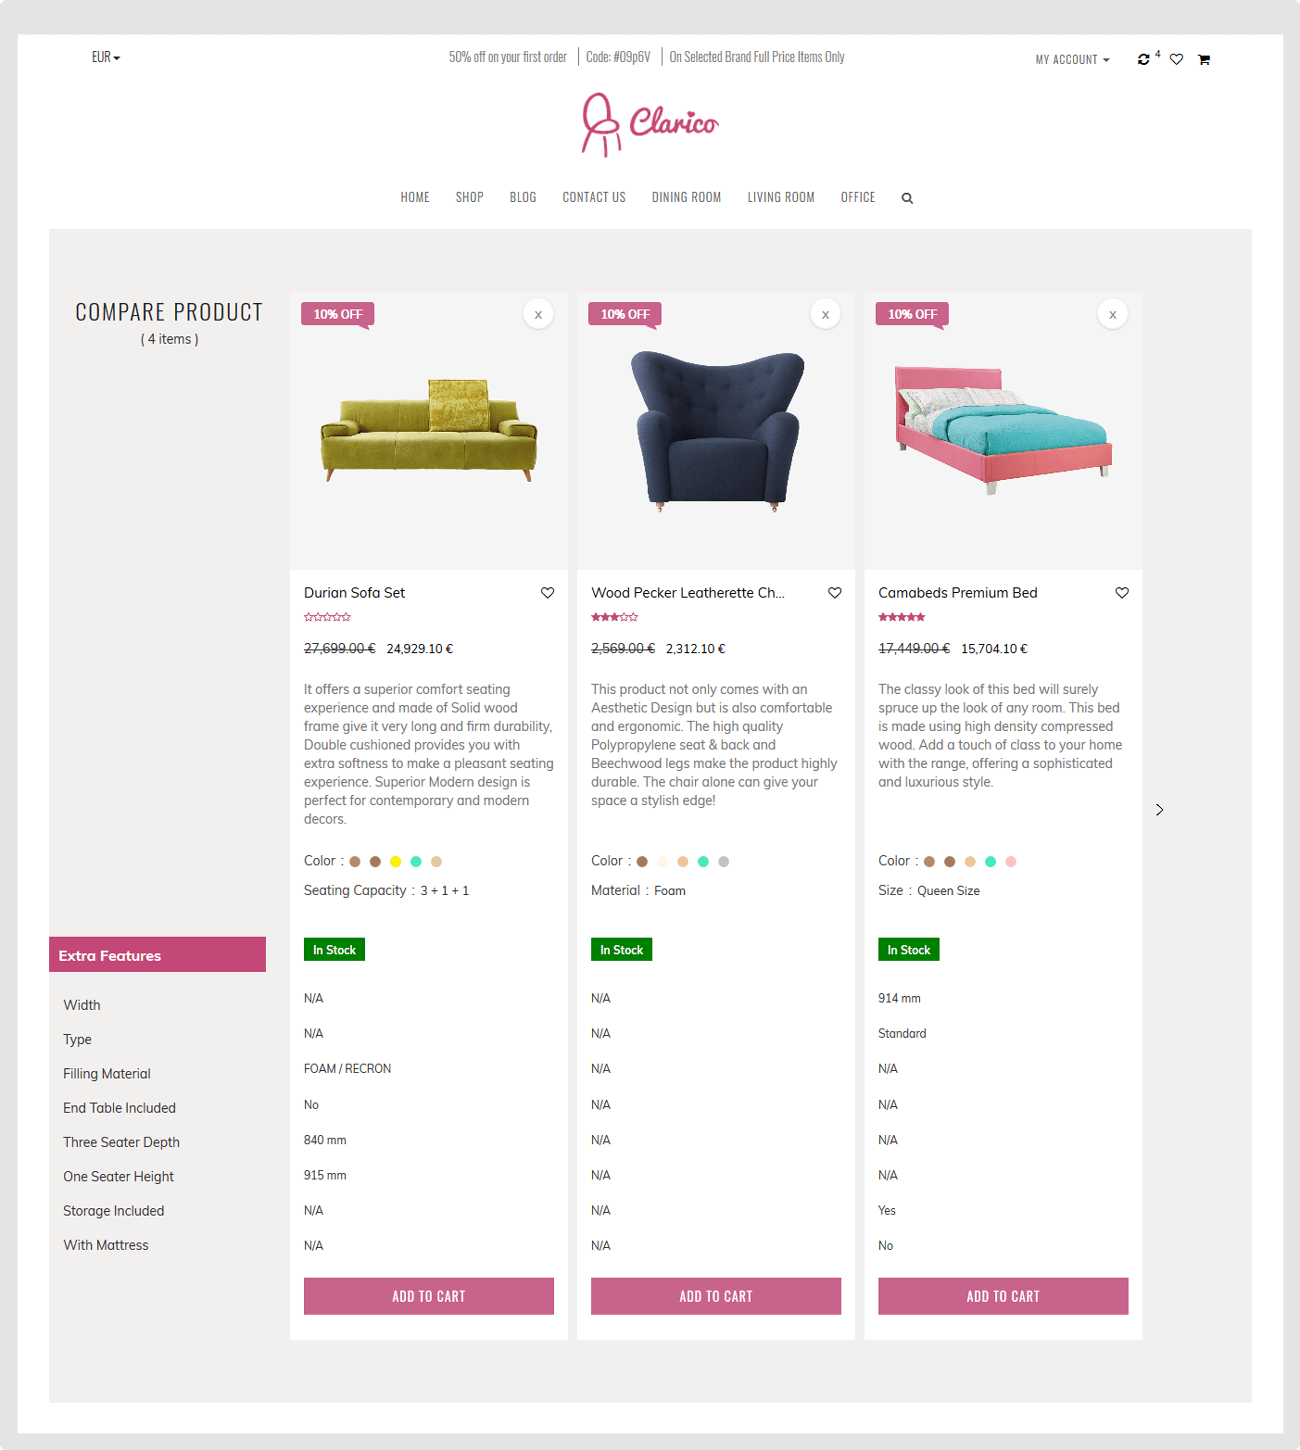 EUR
50% off on your first order
Code: #09p6V
On Selected Brand Full Price Items Only
MY ACCOUNT
4
Clarico
HOME
SHOP
BLOG
CONTACT US
DINING ROOM
LIVING ROOM
OFFICE
COMPARE PRODUCT
( 4 items )
10% OFF
x
Durian Sofa Set
27,699.00 € 24,929.10 €
It offers a superior comfort seating
experience and made of Solid wood
frame give it very long and firm durability,
Double cushioned provides you with
extra softness to make a pleasant seating
experience. Superior Modern design is
perfect for contemporary and modern
decors.
Color :
Seating Capacity : 3 + 1 + 1
In Stock
10% OFF
x
Wood Pecker Leatherette Ch...
2,569.00 € 2,312.10 €
This product not only comes with an
Aesthetic Design but is also comfortable
and ergonomic. The high quality
Polypropylene seat & back and
Beechwood legs make the product highly
durable. The chair alone can give your
space a stylish edge!
Color :
Material : Foam
In Stock
10% OFF
x
Camabeds Premium Bed
17,449.00 € 15,704.10 €
The classy look of this bed will surely
spruce up the look of any room. This bed
is made using high density compressed
wood. Add a touch of class to your home
with the range, offering a sophisticated
and luxurious style.
Color :
Size : Queen Size
In Stock
Extra Features
Width N/A N/A 914 mm
Type N/A N/A Standard
Filling Material FOAM / RECRON N/A N/A
End Table Included No N/A N/A
Three Seater Depth 840 mm N/A N/A
One Seater Height 915 mm N/A N/A
Storage Included N/A N/A Yes
With Mattress N/A N/A No
ADD TO CART
ADD TO CART
ADD TO CART